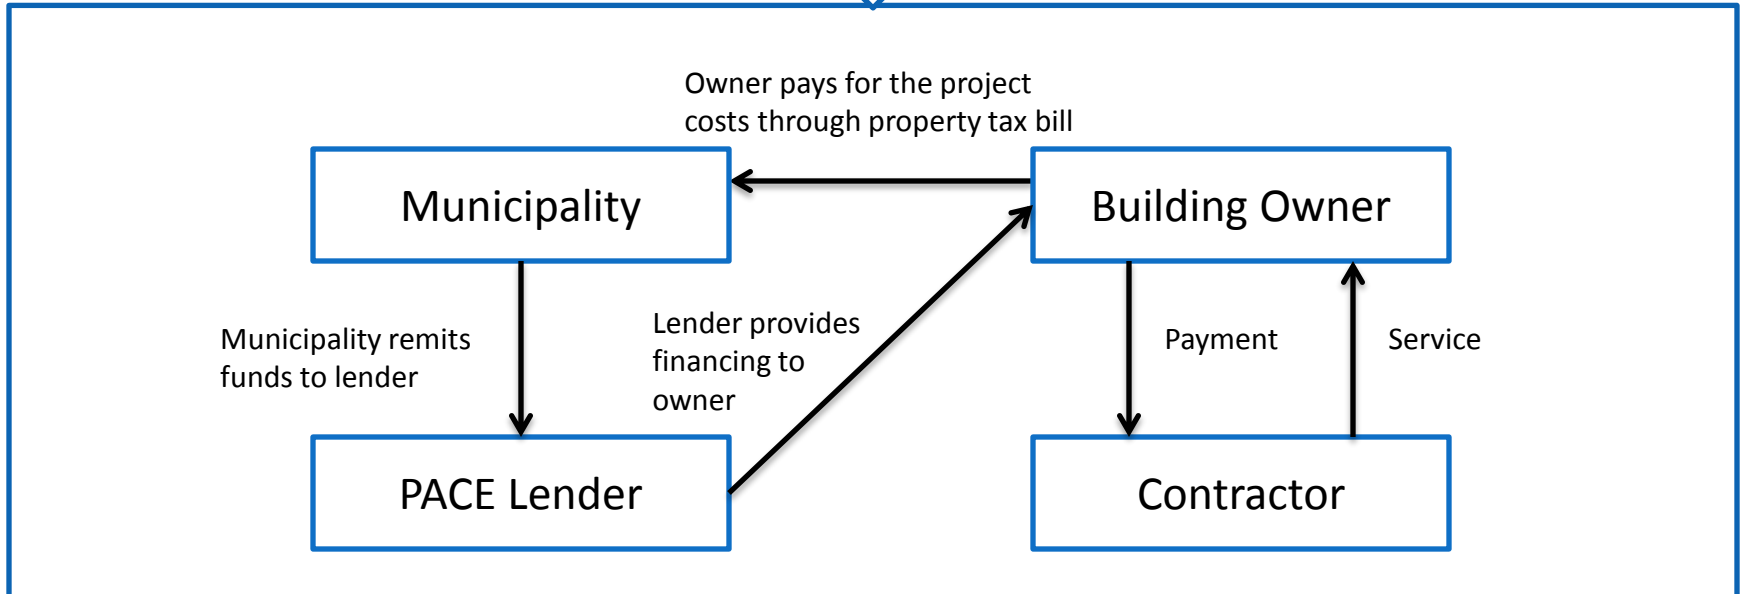 Owner pays for the project
costs through property tax bill
Municipality
Building Owner
Municipality remits
funds to lender
Lender provides
financing to
owner
Payment
Service
PACE Lender
Contractor